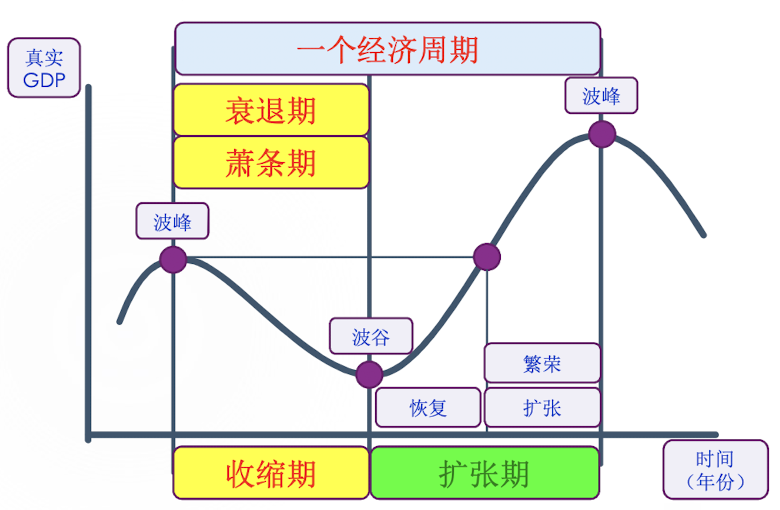 一个经济周期
真实
GDP
波峰
衰退期
萧条期
波峰
波谷
繁荣
恢复
扩张
收缩期
扩张期
时间
（年份）